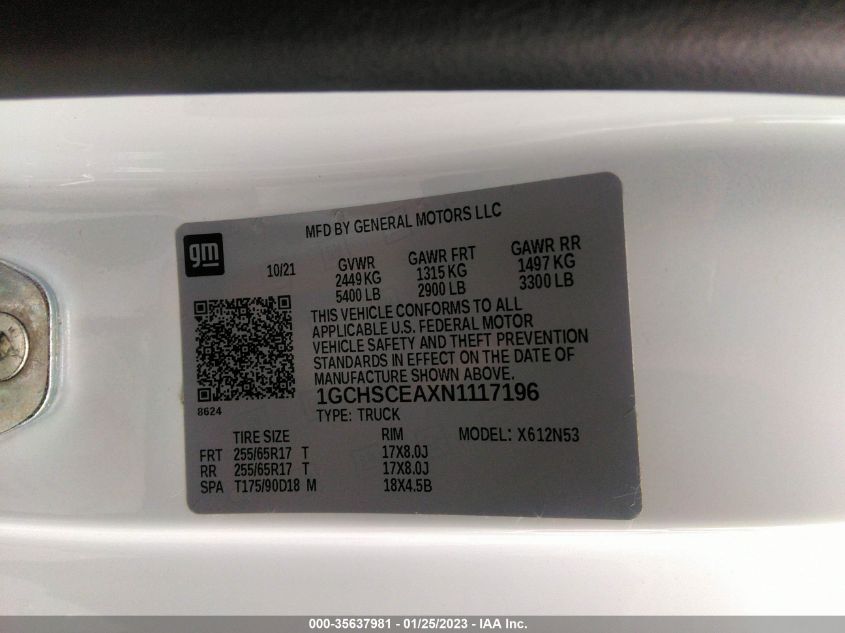 MFD BY GENERAL MOTORS LLC
gm
10/21 GVWR GAWR FRT GAWR RR
2449 KG 1315 KG 1497 KG
5400 LB 2900 LB 3300 LB
THIS VEHICLE CONFORMS TO ALL
APPLICABLE U.S. FEDERAL MOTOR
VEHICLE SAFETY AND THEFT PREVENTION
STANDARDS IN EFFECT ON THE DATE OF
MANUFACTURE SHOWN ABOVE.
1GCHSCEAXN1117196
8624
TYPE: TRUCK
TIRE SIZE RIM MODEL: X612N53
FRT 255/65R17 T 17X8.0J
RR 255/65R17 T 17X8.0J
SPA T175/90D18 M 18X4.5B
000-35637981 - 01/25/2023 - IAA Inc.